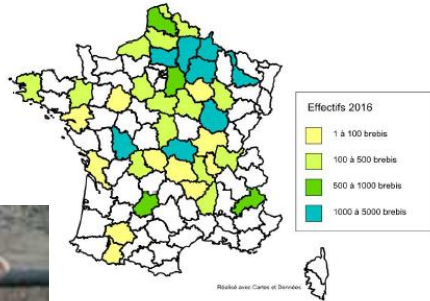 Effectifs 2016
1 à 100 brebis
100 à 500 brebis
500 à 1000 brebis
1000 à 5000 brebis
Réalisé avec Cartes et Données